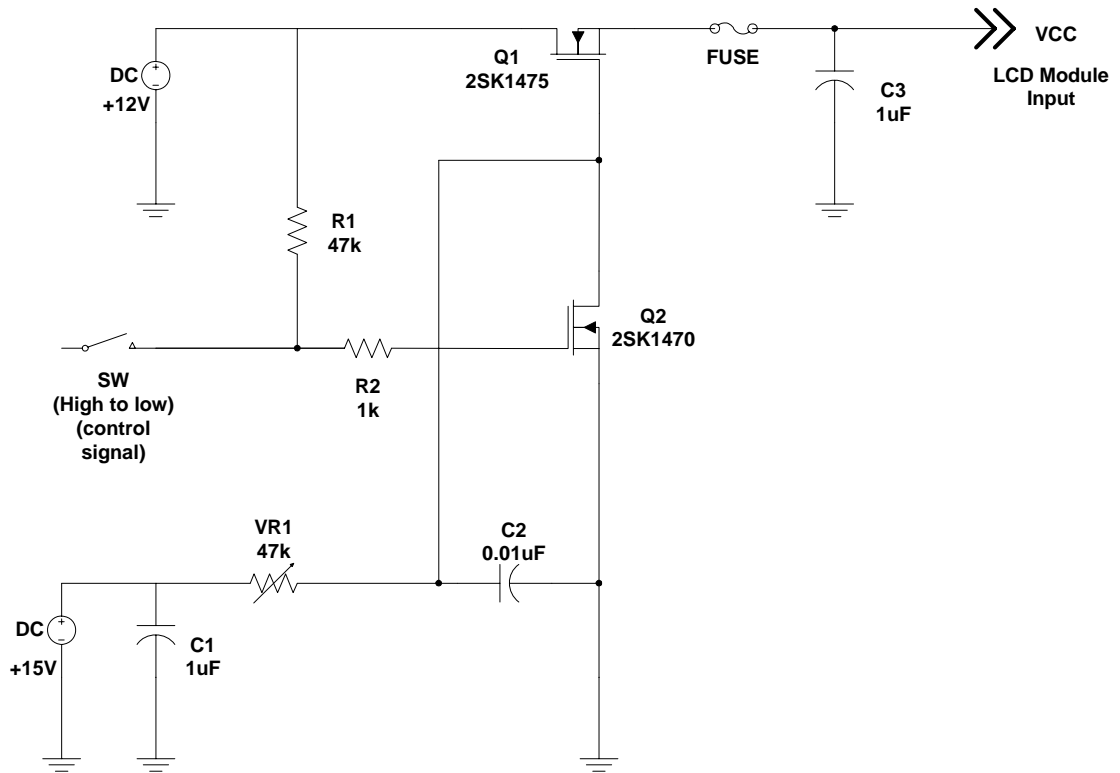 DC
+12V
Q1
2SK1475
FUSE
VCC
LCD Module
Input
C3
1uF
R1
47k
Q2
2SK1470
SW
(High to low)
(control
signal)
R2
1k
VR1
47k
C2
0.01uF
DC
+15V
C1
1uF